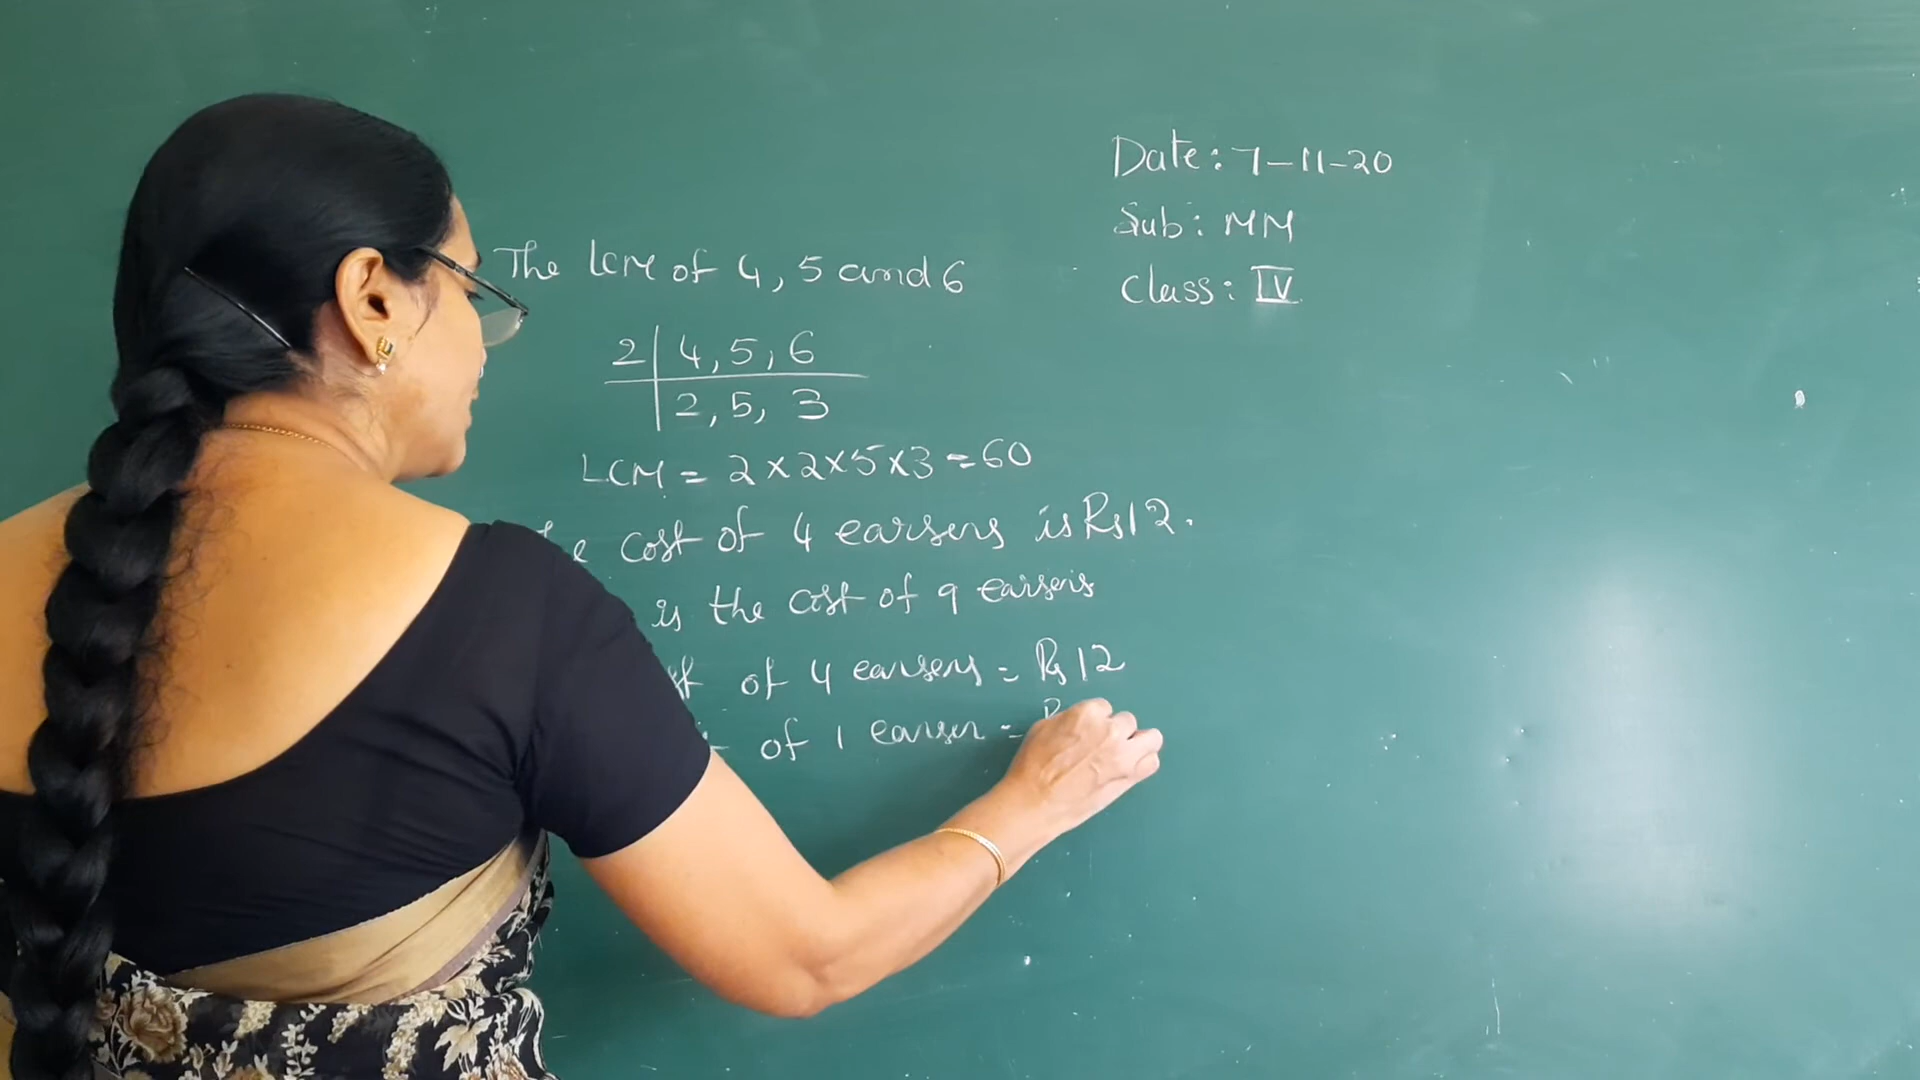 Date: 7-11-20
Sub: MM
Class: IV
The LCM of 4, 5 and 6
2 | 4, 5, 6
2, 5, 3
LCM = 2×2×5×3 = 60
cost of 4 earsers is Rs12.
is the cost of 9 earsers
of 4 earsers = Rs 12
of 1 earser =